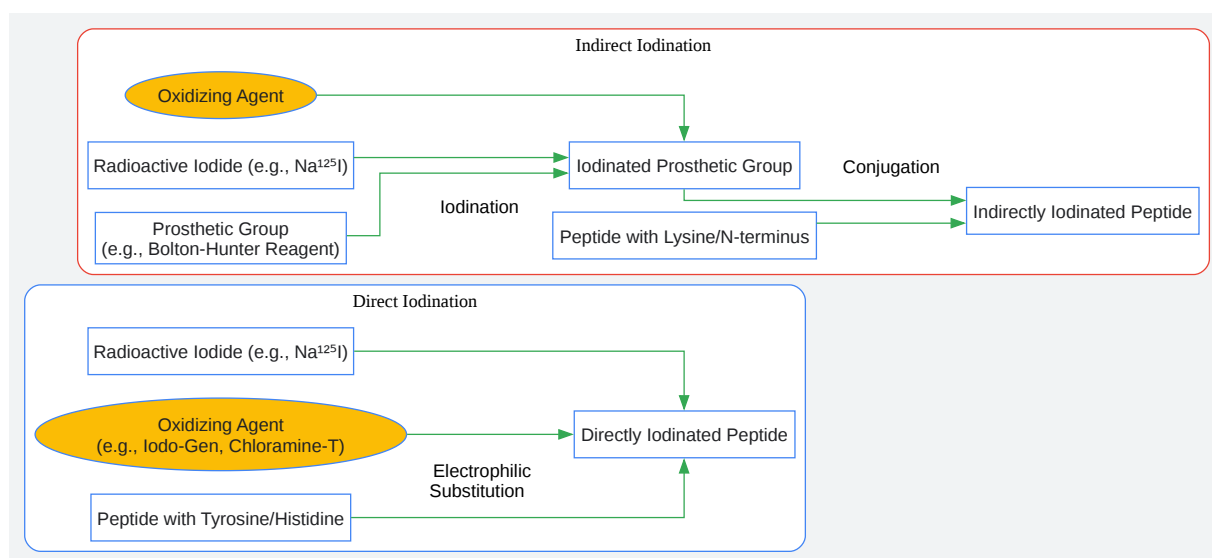 Indirect Iodination
Oxidizing Agent
Radioactive Iodide (e.g., Na¹²⁵I)
Iodinated Prosthetic Group
Conjugation
Prosthetic Group
(e.g., Bolton-Hunter Reagent)
Iodination
Peptide with Lysine/N-terminus
Indirectly Iodinated Peptide
Direct Iodination
Radioactive Iodide (e.g., Na¹²⁵I)
Oxidizing Agent
(e.g., Iodo-Gen, Chloramine-T)
Directly Iodinated Peptide
Electrophilic
Substitution
Peptide with Tyrosine/Histidine